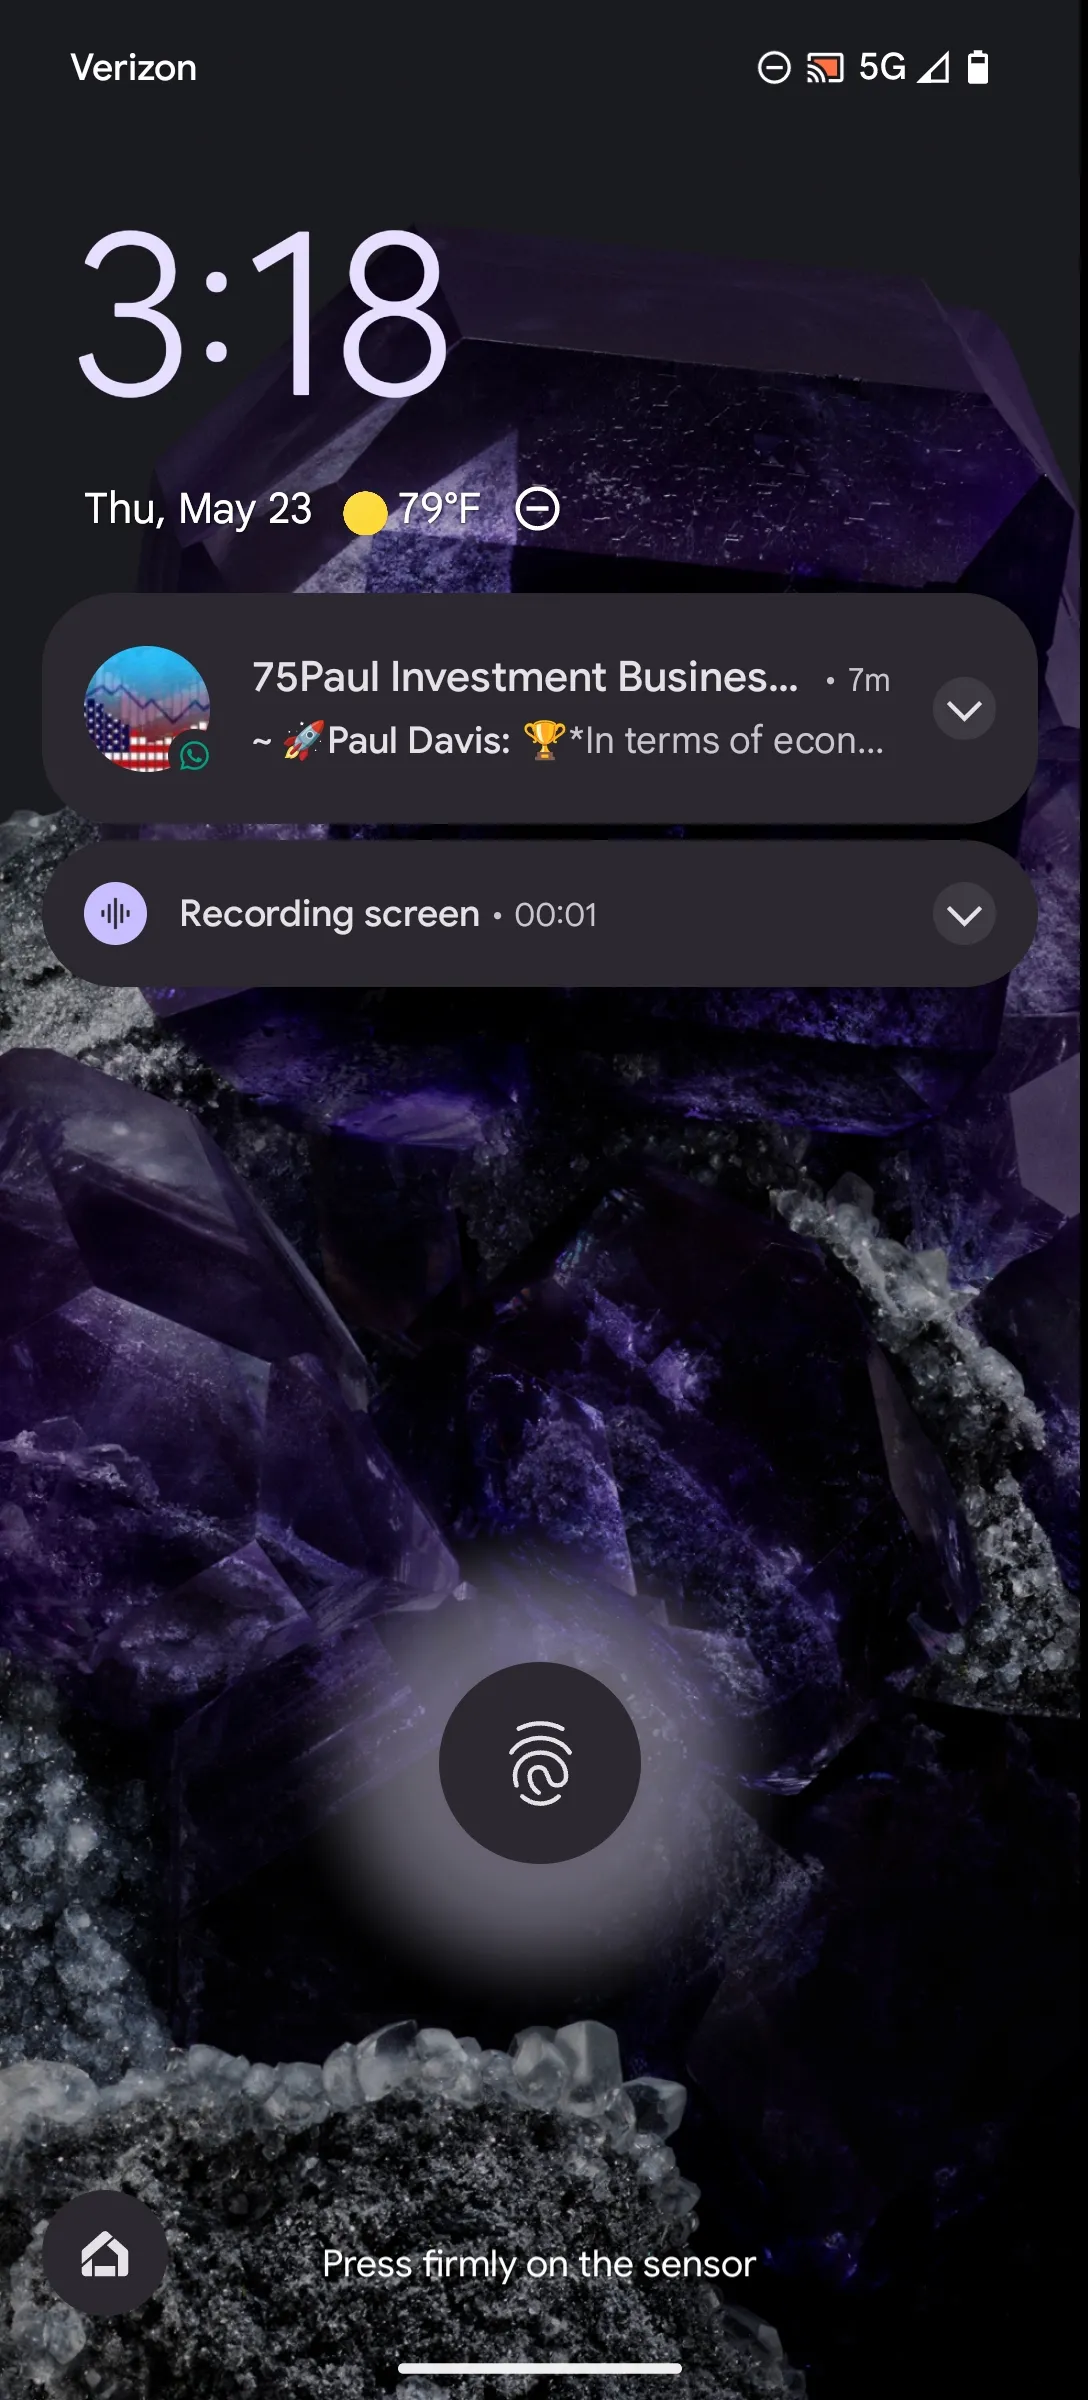 Verizon
5G
3:18
Thu, May 23 79°F
75Paul Investment Busines... • 7m
~ 🚀Paul Davis: 🏆*In terms of econ...
Recording screen • 00:01
Press firmly on the sensor